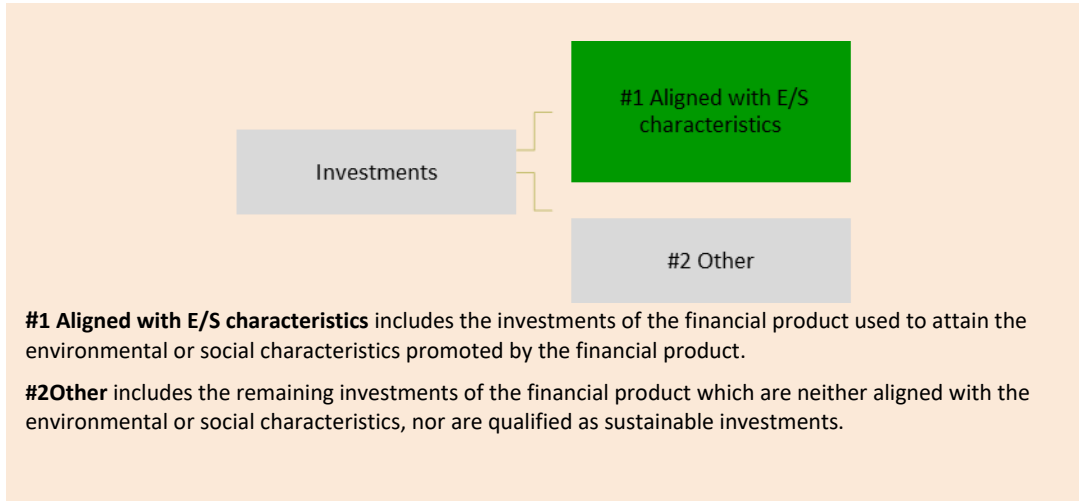 #1 Aligned with E/S
characteristics
Investments
#2 Other
#1 Aligned with E/S characteristics includes the investments of the financial product used to attain the
environmental or social characteristics promoted by the financial product.
#2Other includes the remaining investments of the financial product which are neither aligned with the
environmental or social characteristics, nor are qualified as sustainable investments.